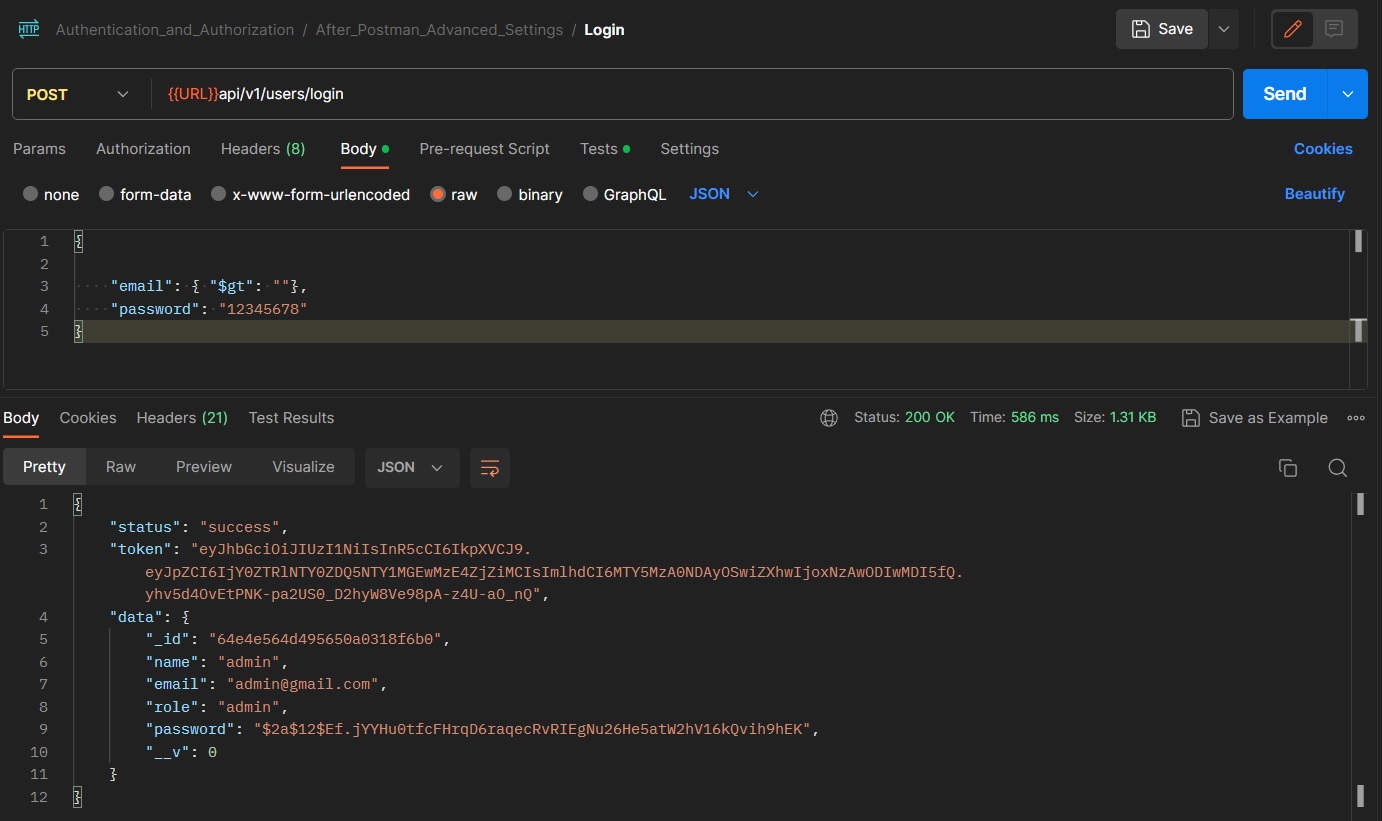 HTTP Authentication_and_Authorization / After_Postman_Advanced_Settings / Login Save
POST {{URL}}api/v1/users/login Send
Params Authorization Headers (8) Body Pre-request Script Tests Settings Cookies
none form-data x-www-form-urlencoded raw binary GraphQL JSON Beautify
1 {
2
3 "email": { "$gt": ""},
4 "password": "12345678"
5 }
Body Cookies Headers (21) Test Results Status: 200 OK Time: 586 ms Size: 1.31 KB Save as Example
Pretty Raw Preview Visualize JSON
1 {
2 "status": "success",
3 "token": "eyJhbGciOiJIUzI1NiIsInR5cCI6IkpXVCJ9.
eyJpZCI6IjY0ZTRlNTY0ZDQ5NTY1MGEwMzE4ZjZiMCIsImlhdCI6MTY5MzA0NDAyOSwiZXhwIjoxNzAwODIwMDI5fQ.
yhv5d4OvEtPNK-pa2US0_D2hyW8Ve98pA-z4U-aO_nQ",
4 "data": {
5 "_id": "64e4e564d495650a0318f6b0",
6 "name": "admin",
7 "email": "admin@gmail.com",
8 "role": "admin",
9 "password": "$2a$12$Ef.jYYHu0tfcFHrqD6raqecRvRIEgNu26He5atW2hV16kQvih9hEK",
10 "__v": 0
11 }
12 }